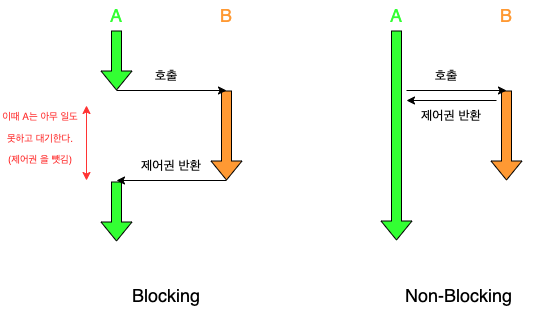 A
B
호출
이때 A는 아무 일도
못하고 대기한다.
(제어권 을 뺏김)
제어권 반환
Blocking
A
B
호출
제어권 반환
Non-Blocking